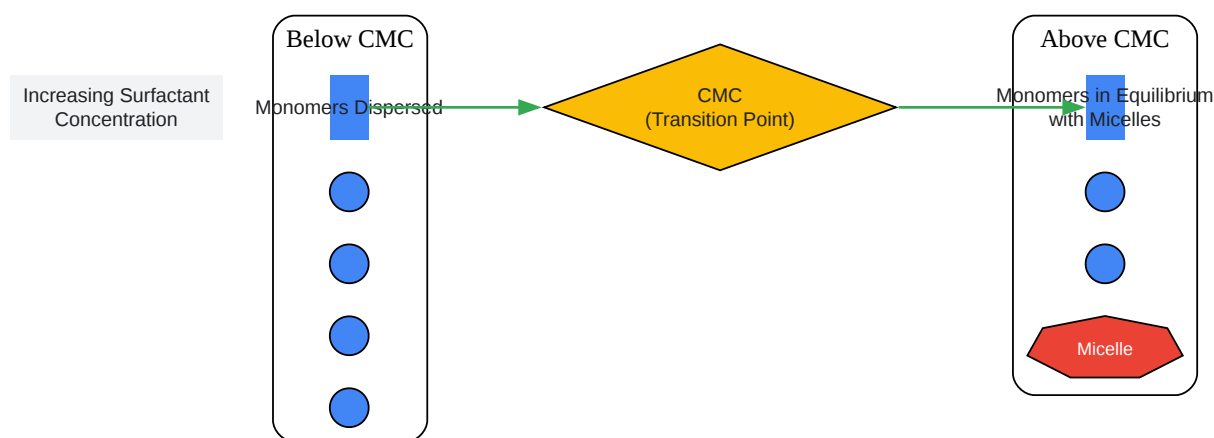 Below CMC
Above CMC
Increasing Surfactant
Concentration
Monomers Dispersed
CMC
(Transition Point)
Monomers in Equilibrium
with Micelles
Micelle